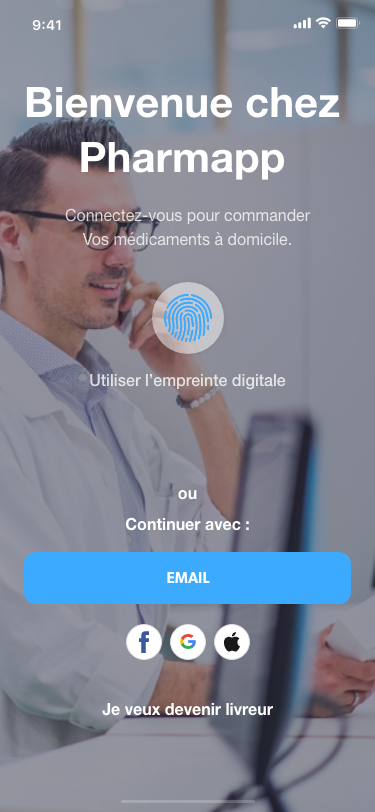 9:41
Bienvenue chez
Pharmapp
Connectez-vous pour commander
Vos médicaments à domicile.
Utiliser l'empreinte digitale
ou
Continuer avec :
EMAIL
Je veux devenir livreur